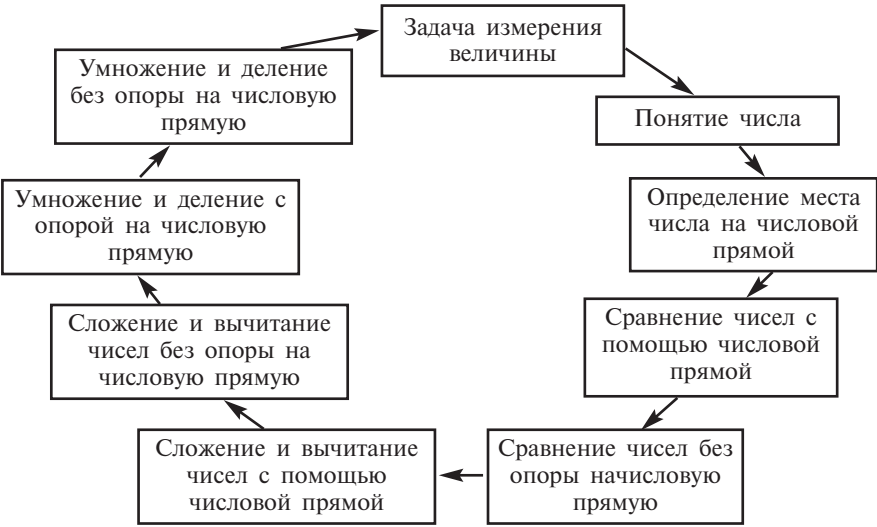 Задача измерения
величины
Понятие числа
Определение места
числа на числовой
прямой
Сравнение чисел с
помощью числовой
прямой
Сравнение чисел без
опоры начисловую
прямую
Сложение и вычитание
чисел с помощью
числовой прямой
Сложение и вычитание
чисел без опоры на
числовую прямую
Умножение и деление с
опорой на числовую
прямую
Умножение и деление
без опоры на числовую
прямую